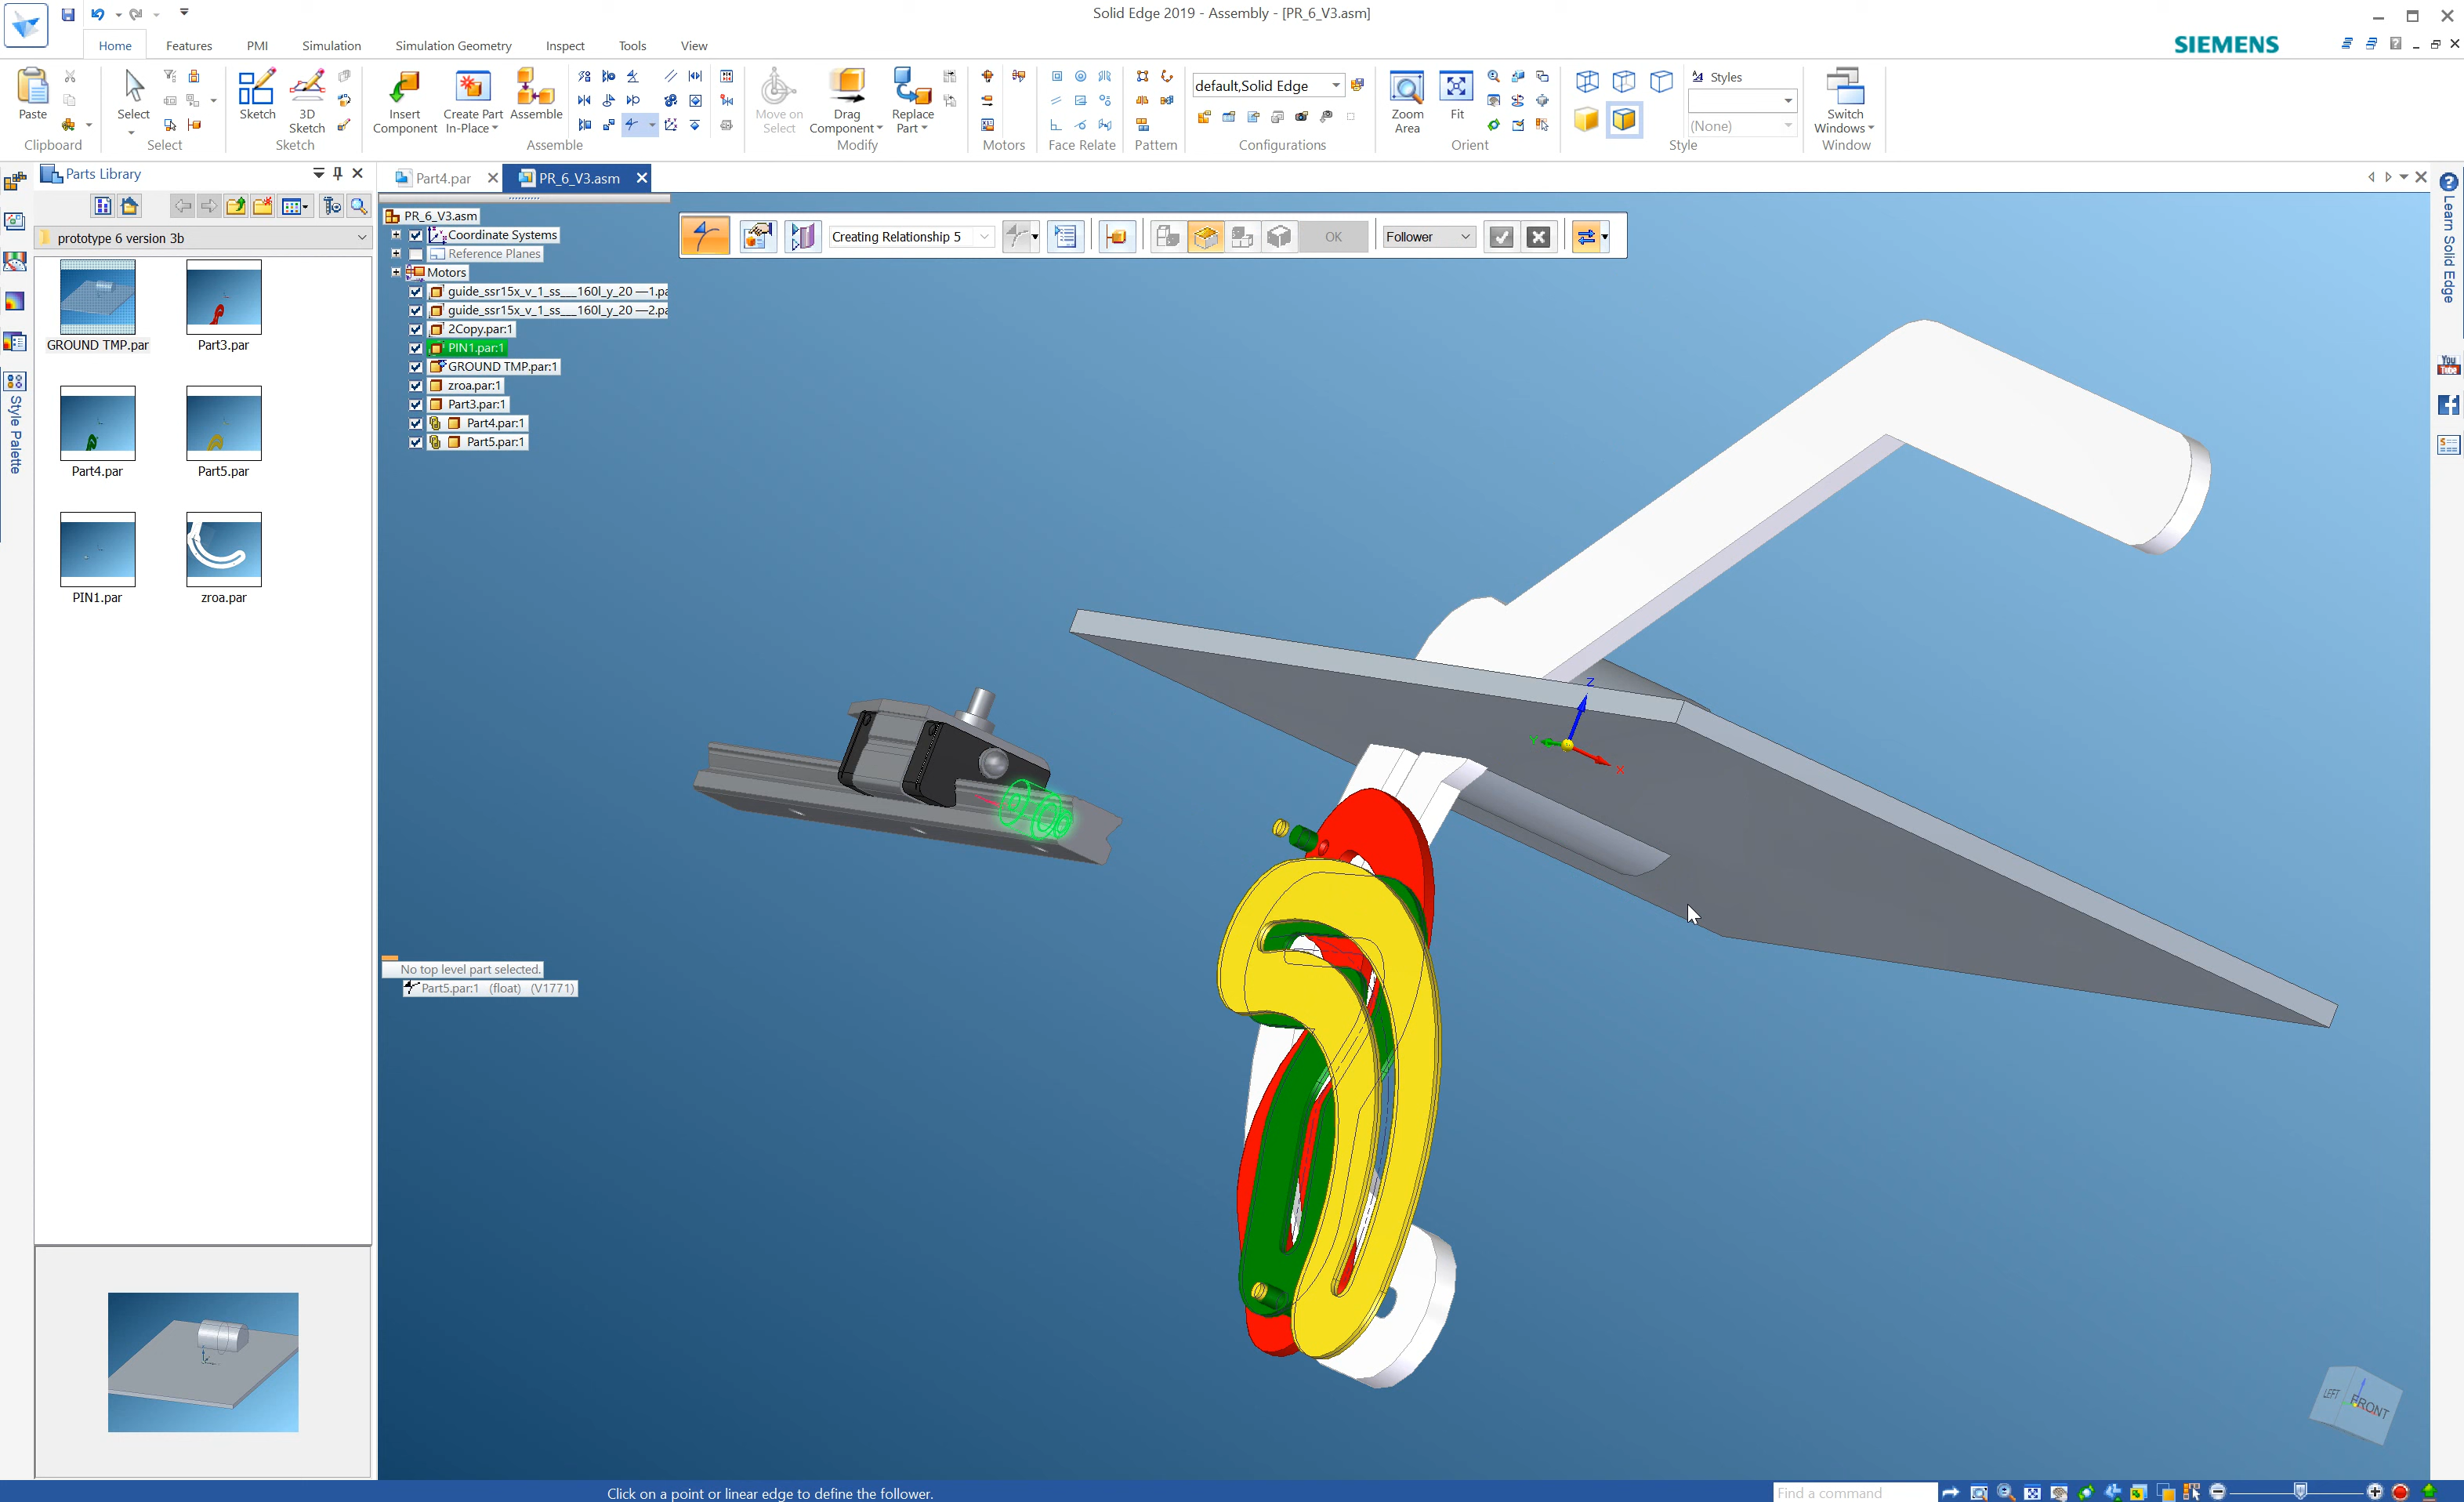 Solid Edge 2019 - Assembly - [PR_6_V3.asm]
Home Features PMI Simulation Simulation Geometry Inspect Tools View
SIEMENS
Paste
Clipboard
Select
Select
Sketch
3D Sketch
Sketch
Insert Component
Create Part In-Place
Assemble
Assemble
Move on Select
Drag Component
Replace Part
Modify
Motors
Face Relate
Pattern
default,Solid Edge
Configurations
Zoom Area
Fit
Orient
Styles
(None)
Style
Switch Windows
Window
Parts Library
prototype 6 version 3b
GROUND TMP.par
Part3.par
Part4.par
Part5.par
PIN1.par
zroa.par
Style Palette
Part4.par
PR_6_V3.asm
PR_6_V3.asm
Coordinate Systems
Reference Planes
Motors
guide_ssr15x_v_1_ss___160l_y_20 —1.pa
guide_ssr15x_v_1_ss___160l_y_20 —2.pa
2Copy.par:1
PIN1.par:1
GROUND TMP.par:1
zroa.par:1
Part3.par:1
Part4.par:1
Part5.par:1
Creating Relationship 5
OK
Follower
No top level part selected.
Part5.par:1 (float) (V1771)
Z
Y
X
LEFT
FRONT
Learn Solid Edge
You
Tube
Click on a point or linear edge to define the follower.
Find a command